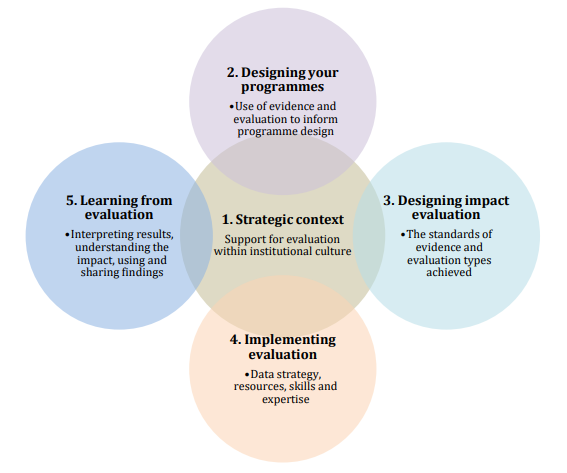 2. Designing your
programmes
•Use of evidence and
evaluation to inform
programme design
5. Learning from
evaluation
•Interpreting results,
understanding the
impact, using and
sharing findings
1. Strategic context
Support for evaluation
within institutional culture
3. Designing impact
evaluation
•The standards of
evidence and
evaluation types
achieved
4. Implementing
evaluation
•Data strategy,
resources, skills and
expertise